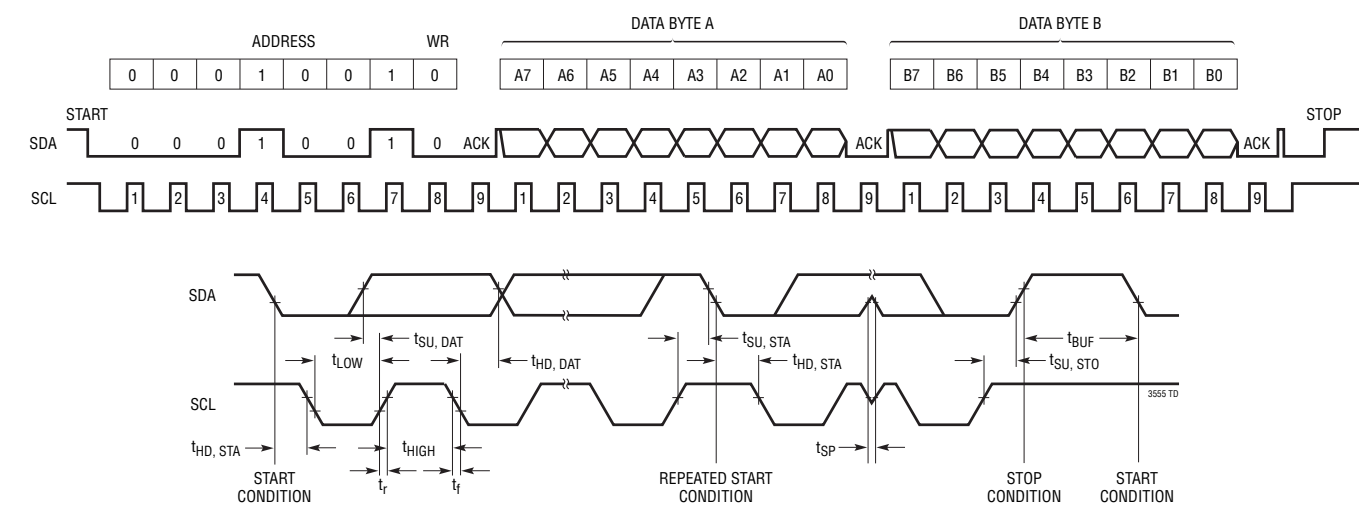 DATA BYTE A DATA BYTE B
ADDRESS WR
0 0 0 1 0 0 1 0 A7 A6 A5 A4 A3 A2 A1 A0 B7 B6 B5 B4 B3 B2 B1 B0
START STOP
SDA 0 0 0 1 0 0 1 0 ACK ACK ACK
SCL 1 2 3 4 5 6 7 8 9 1 2 3 4 5 6 7 8 9 1 2 3 4 5 6 7 8 9
SDA
tSU, DAT tSU, STA tBUF
tLOW tHD, DAT tHD, STA tSU, STO
SCL 3555 TD
tHD, STA tHIGH tSP
tr tf
START CONDITION
REPEATED START CONDITION
STOP CONDITION
START CONDITION